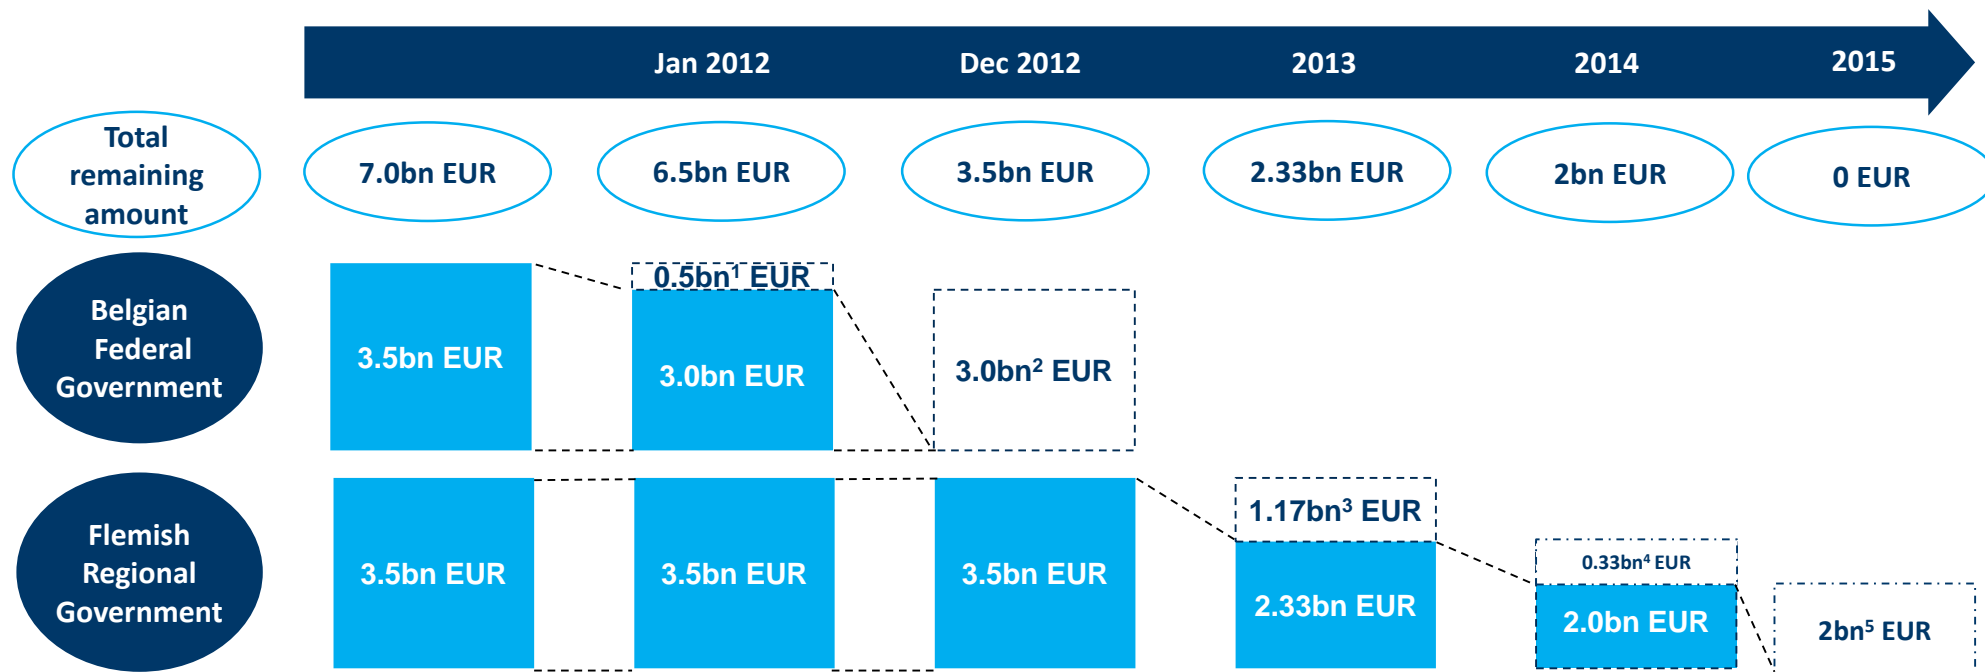 Jan 2012
Dec 2012
2013
2014
2015
Total
remaining
amount
7.0bn EUR
6.5bn EUR
3.5bn EUR
2.33bn EUR
2bn EUR
0 EUR
Belgian
Federal
Government
3.5bn EUR
0.5bn¹ EUR
3.0bn EUR
3.0bn² EUR
Flemish
Regional
Government
3.5bn EUR
3.5bn EUR
3.5bn EUR
1.17bn³ EUR
2.33bn EUR
0.33bn⁴ EUR
2.0bn EUR
2bn⁵ EUR